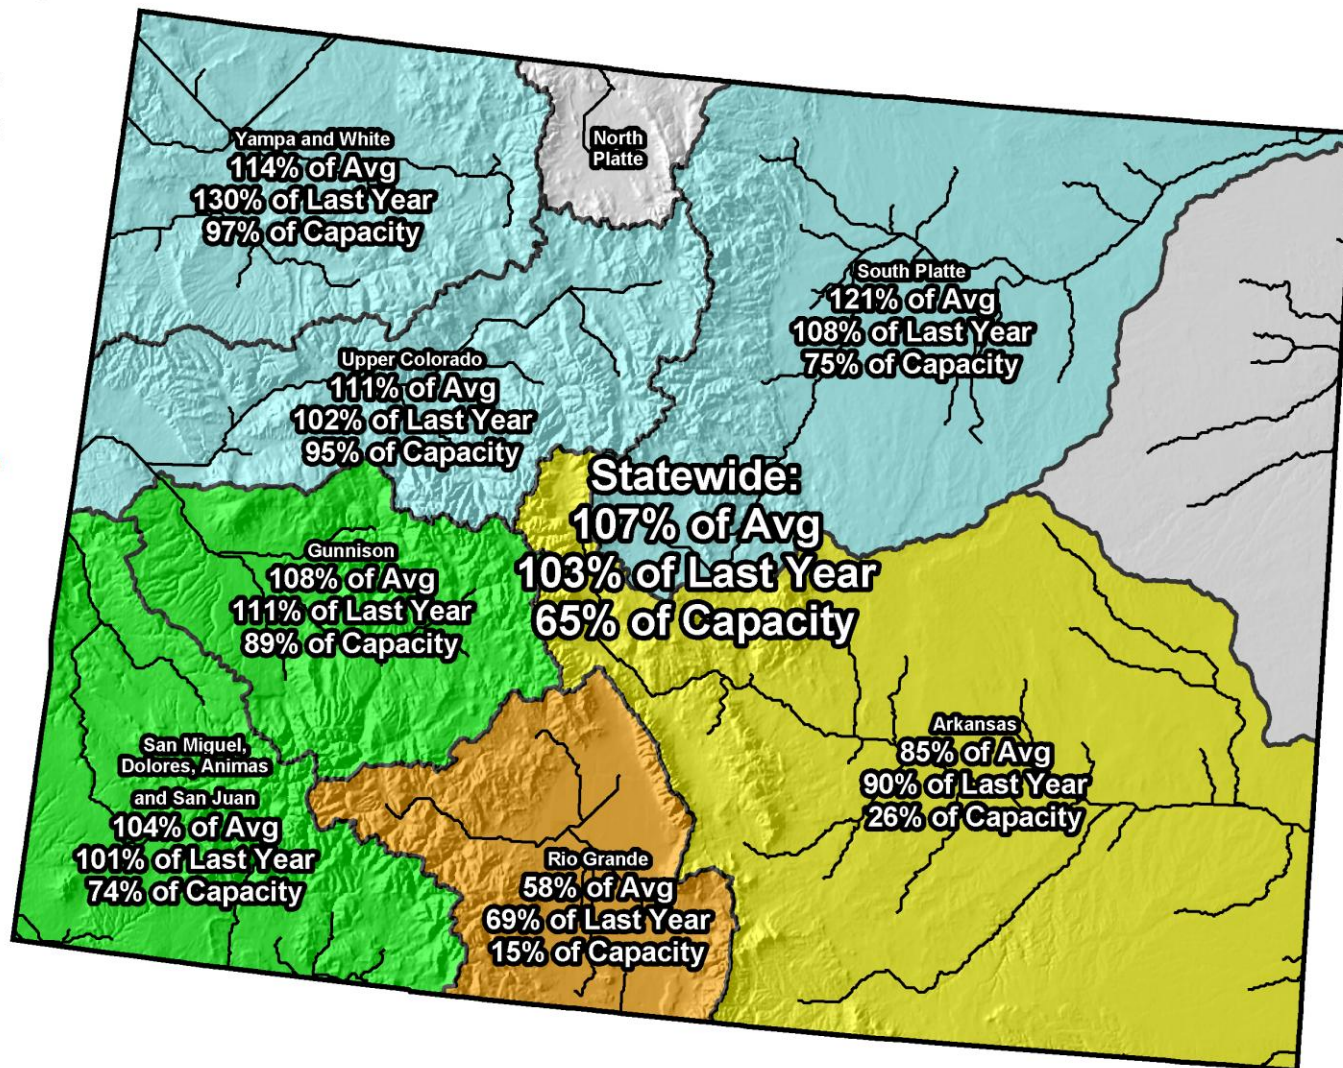 Yampa and White
114% of Avg
130% of Last Year
97% of Capacity
North
Platte
South Platte
121% of Avg
108% of Last Year
75% of Capacity
Upper Colorado
111% of Avg
102% of Last Year
95% of Capacity
Statewide:
107% of Avg
103% of Last Year
65% of Capacity
Gunnison
108% of Avg
111% of Last Year
89% of Capacity
San Miguel,
Dolores, Animas
and San Juan
104% of Avg
101% of Last Year
74% of Capacity
Arkansas
85% of Avg
90% of Last Year
26% of Capacity
Rio Grande
58% of Avg
69% of Last Year
15% of Capacity